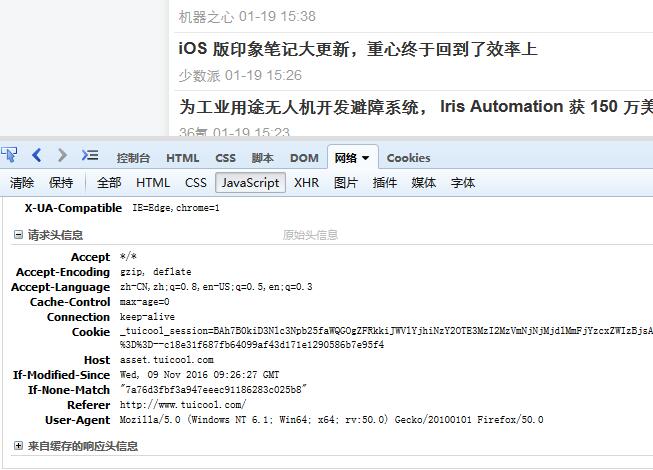 机器之心 01-19 15:38
iOS 版印象笔记大更新，重心终于回到了效率上
少数派 01-19 15:26
为工业用途无人机开发避障系统， Iris Automation 获 150 万美
36氪 01-19 15:23
控制台 HTML CSS 脚本 DOM 网络 Cookies
清除 保持 全部 HTML CSS JavaScript XHR 图片 插件 媒体 字体
X-UA-Compatible IE=Edge,chrome=1
请求头信息 原始头信息
Accept */*
Accept-Encoding gzip, deflate
Accept-Language zh-CN,zh;q=0.8,en-US;q=0.5,en;q=0.3
Cache-Control max-age=0
Connection keep-alive
Cookie _tuicool_session=BAh7B0kiD3Nlc3Npb25faWQGOgZFRkkiJWVlYjhiNzY2OTE3MzI2MzVmNjNjMjdlMmFjYzcxZWIzBjsA
%3D%3D--c18e31f687fb64099af43d171e1290586b7e95f4
Host asset.tuicool.com
If-Modified-Since Wed, 09 Nov 2016 09:26:27 GMT
If-None-Match "7a76d3fbf3a947eeec91186283c025b8"
Referer http://www.tuicool.com/
User-Agent Mozilla/5.0 (Windows NT 6.1; Win64; x64; rv:50.0) Gecko/20100101 Firefox/50.0
来自缓存的响应头信息